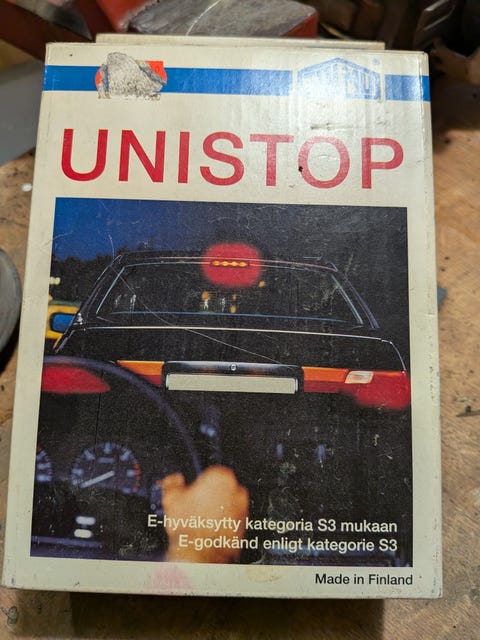 UNISTOP
E-hyväksytty kategoria S3 mukaan
E-godkänd enligt kategorie S3
Made in Finland